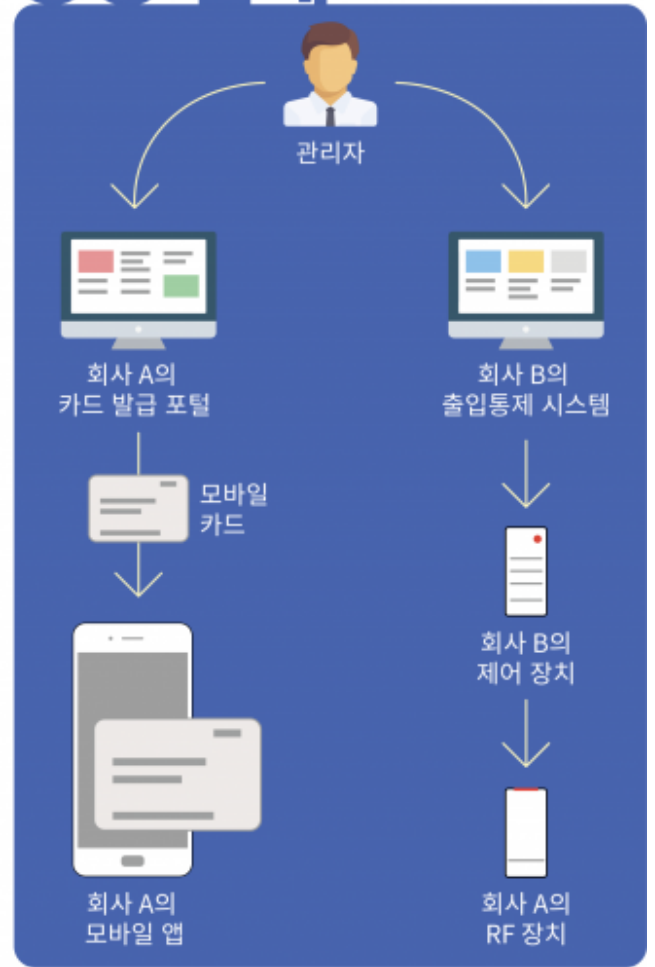 관리자
회사 A의
카드 발급 포털
회사 B의
출입통제 시스템
모바일
카드
회사 B의
제어 장치
회사 A의
모바일 앱
회사 A의
RF 장치